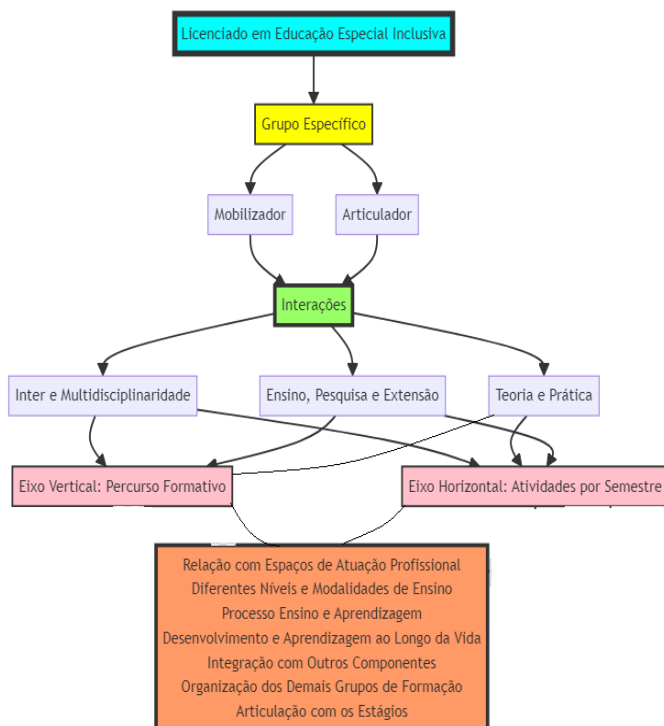 Licenciado em Educação Especial Inclusiva
Grupo Específico
Mobilizador
Articulador
Interações
Inter e Multidisciplinaridade
Ensino, Pesquisa e Extensão
Teoria e Prática
Eixo Vertical: Percurso Formativo
Eixo Horizontal: Atividades por Semestre
Relação com Espaços de Atuação Profissional
Diferentes Níveis e Modalidades de Ensino
Processo Ensino e Aprendizagem
Desenvolvimento e Aprendizagem ao Longo da Vida
Integração com Outros Componentes
Organização dos Demais Grupos de Formação
Articulação com os Estágios